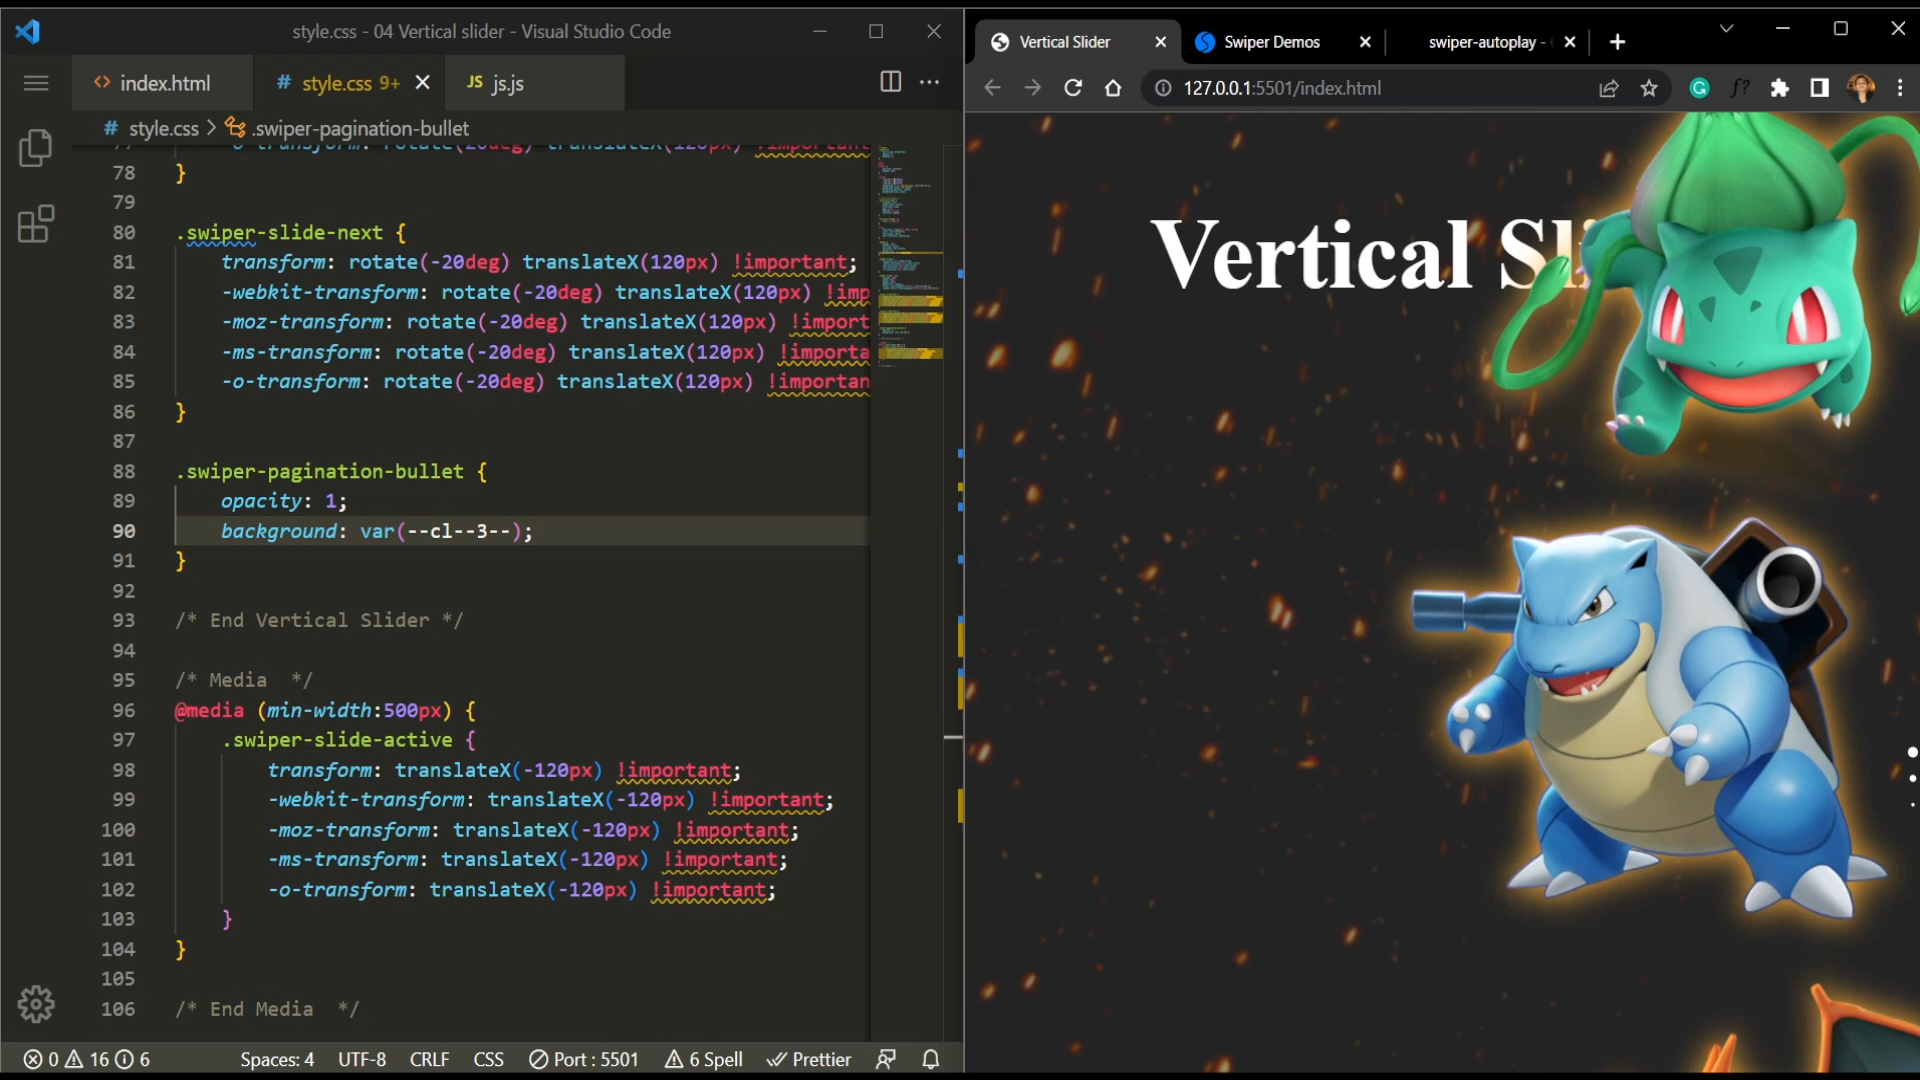 style.css - 04 Vertical slider - Visual Studio Code
index.html
# style.css 9+
JS js.js
# style.css > .swiper-pagination-bullet
-o-transform: rotate(20deg) translateX(120px) !important
78 }
79
80 .swiper-slide-next {
81 transform: rotate(-20deg) translateX(120px) !important;
82 -webkit-transform: rotate(-20deg) translateX(120px) !imp
83 -moz-transform: rotate(-20deg) translateX(120px) !import
84 -ms-transform: rotate(-20deg) translateX(120px) !importa
85 -o-transform: rotate(-20deg) translateX(120px) !importan
86 }
87
88 .swiper-pagination-bullet {
89 opacity: 1;
90 background: var(--cl--3--);
91 }
92
93 /* End Vertical Slider */
94
95 /* Media  */
96 @media (min-width:500px) {
97 .swiper-slide-active {
98 transform: translateX(-120px) !important;
99 -webkit-transform: translateX(-120px) !important;
100 -moz-transform: translateX(-120px) !important;
101 -ms-transform: translateX(-120px) !important;
102 -o-transform: translateX(-120px) !important;
103 }
104 }
105
106 /* End Media  */
0 16 6 Spaces: 4 UTF-8 CRLF CSS Port : 5501 6 Spell Prettier
Vertical Slider
Swiper Demos
swiper-autoplay -
127.0.0.1:5501/index.html
f?
Vertical Sli